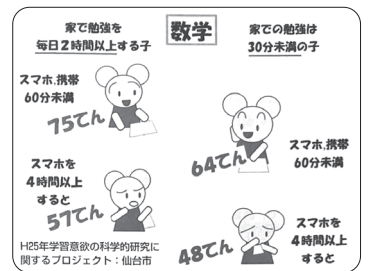 数学
家で勉強を
毎日2時間以上する子
スマホ、携帯
60分未満
75てん
スマホを
4時間以上
すると
57てん
家での勉強は
30分未満の子
64てん
スマホ、携帯
60分未満
48てん
スマホを
4時間以上
すると
H25年学習意欲の科学的研究に
関するプロジェクト：仙台市